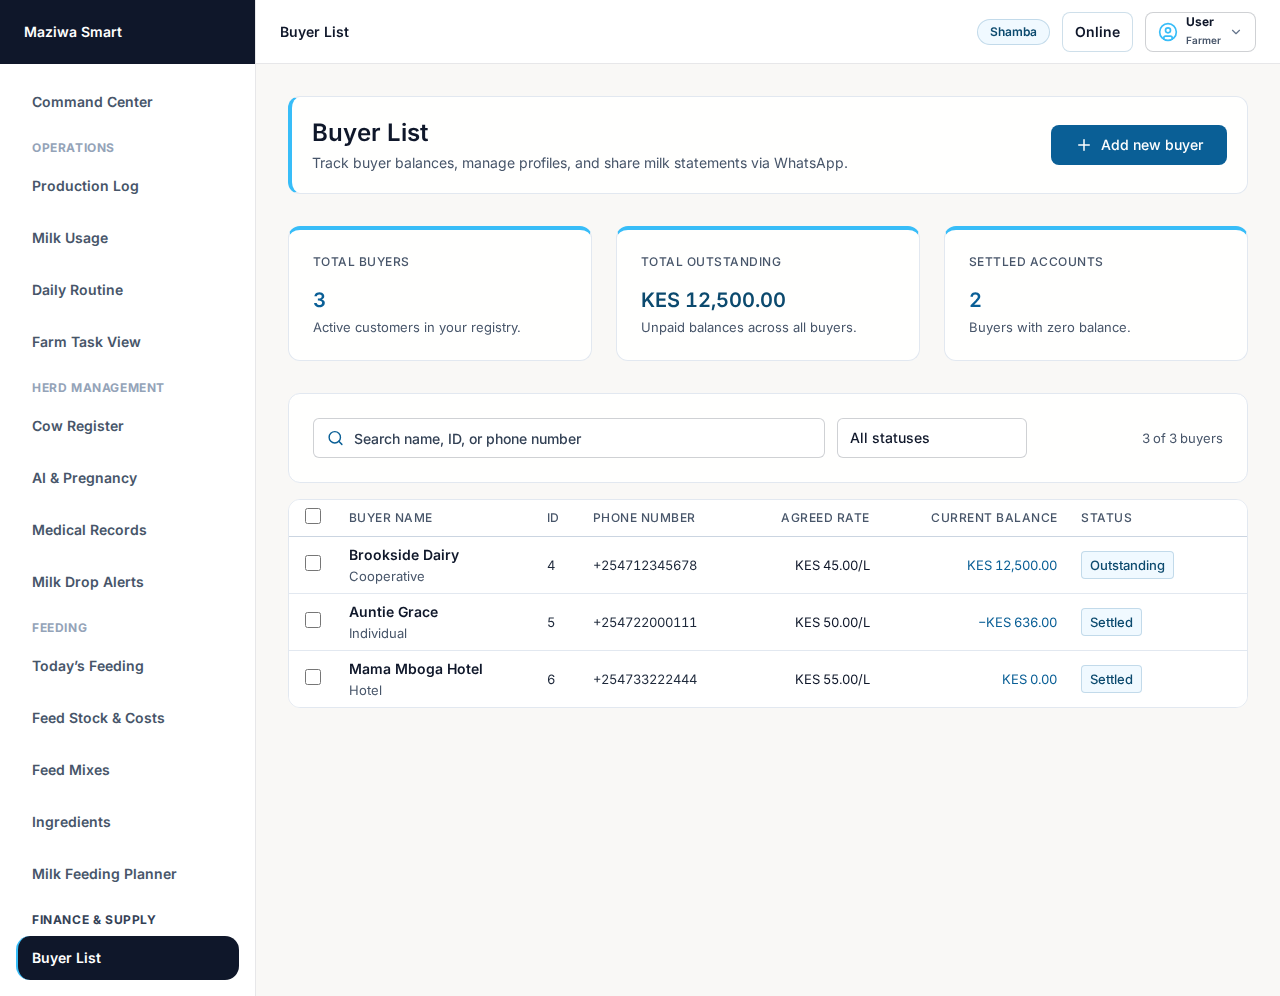 Maziwa Smart
Buyer List
Shamba
Online
User
Farmer
Command Center
OPERATIONS
Production Log
Milk Usage
Daily Routine
Farm Task View
HERD MANAGEMENT
Cow Register
AI & Pregnancy
Medical Records
Milk Drop Alerts
FEEDING
Today’s Feeding
Feed Stock & Costs
Feed Mixes
Ingredients
Milk Feeding Planner
FINANCE & SUPPLY
Buyer List
Buyer List
Track buyer balances, manage profiles, and share milk statements via WhatsApp.
Add new buyer
TOTAL BUYERS
3
Active customers in your registry.
TOTAL OUTSTANDING
KES 12,500.00
Unpaid balances across all buyers.
SETTLED ACCOUNTS
2
Buyers with zero balance.
Search name, ID, or phone number
All statuses
3 of 3 buyers
BUYER NAME ID PHONE NUMBER AGREED RATE CURRENT BALANCE STATUS
Brookside Dairy
Cooperative
4 +254712345678 KES 45.00/L KES 12,500.00 Outstanding
Auntie Grace
Individual
5 +254722000111 KES 50.00/L −KES 636.00 Settled
Mama Mboga Hotel
Hotel
6 +254733222444 KES 55.00/L KES 0.00 Settled